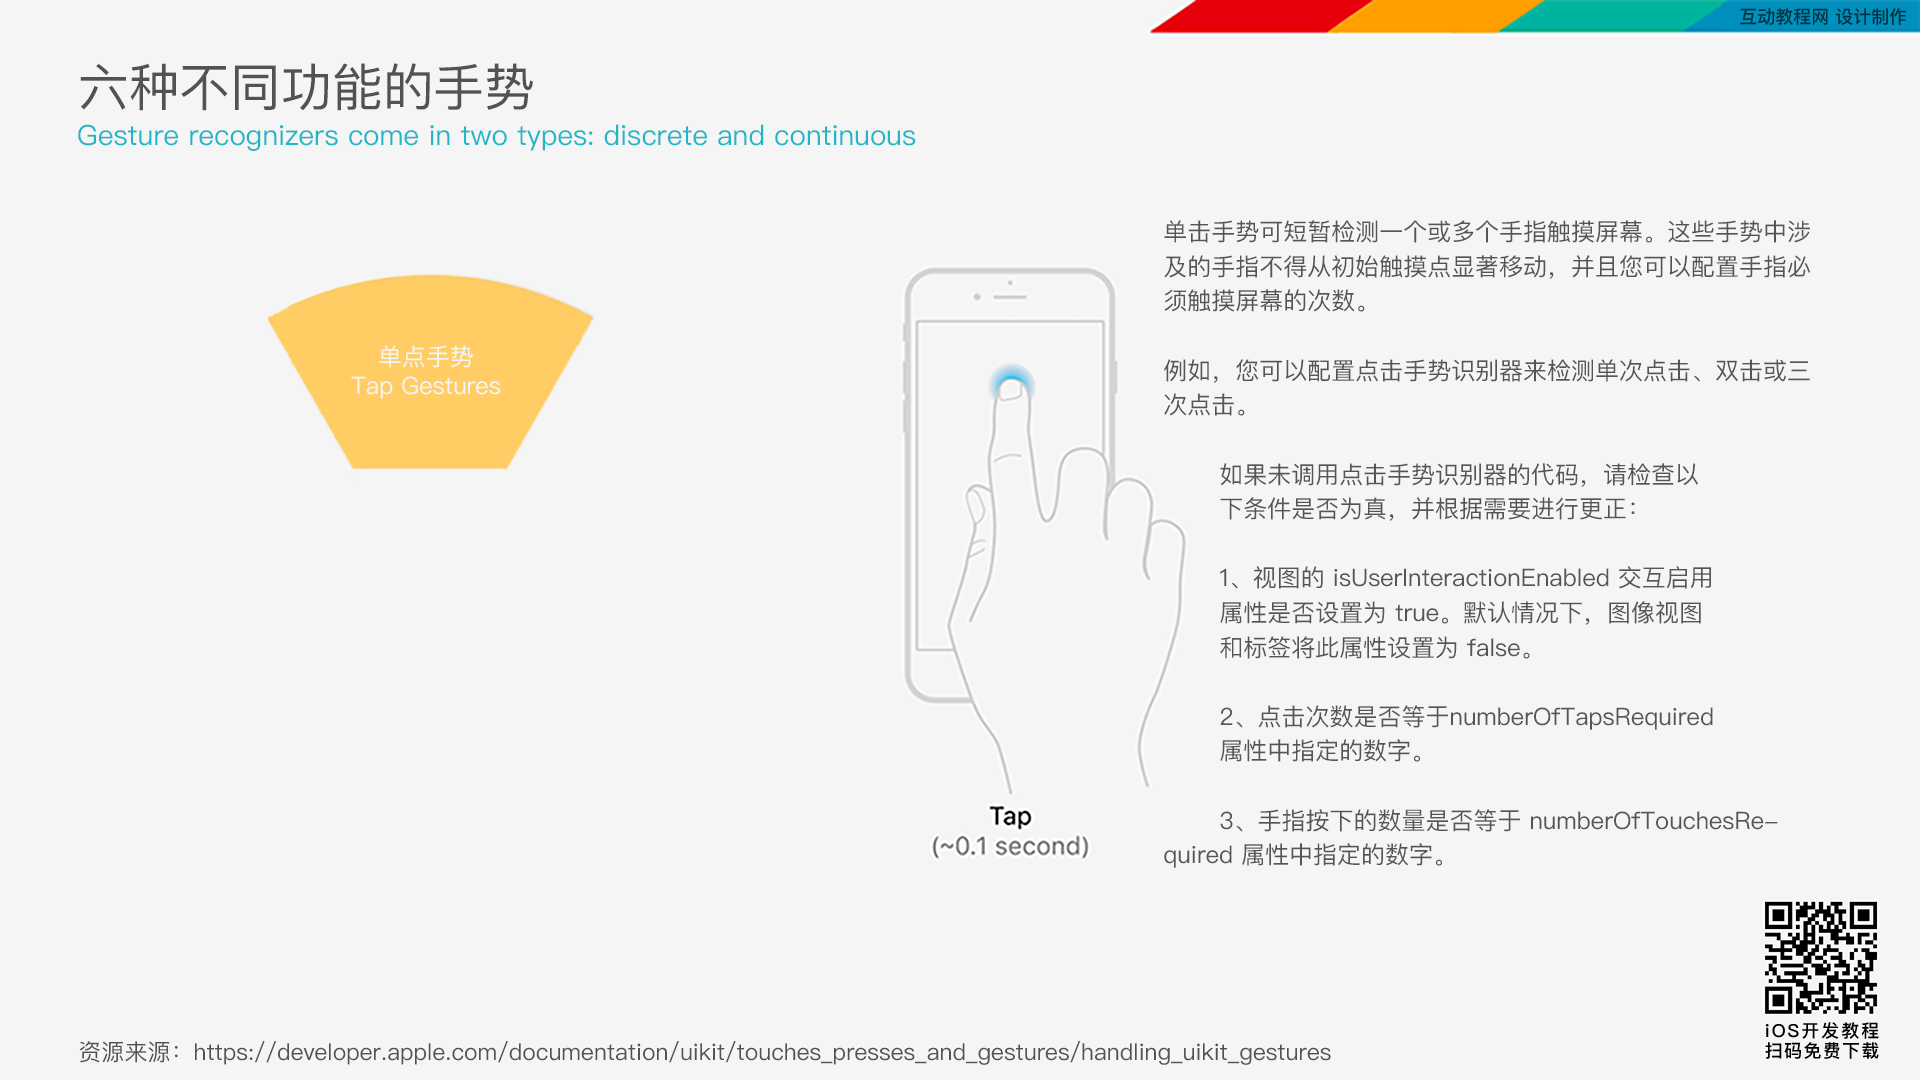 互动教程网 设计制作
六种不同功能的手势
Gesture recognizers come in two types: discrete and continuous
单点手势
Tap Gestures
单击手势可短暂检测一个或多个手指触摸屏幕。这些手势中涉
及的手指不得从初始触摸点显著移动，并且您可以配置手指必
须触摸屏幕的次数。
例如，您可以配置点击手势识别器来检测单次点击、双击或三
次点击。
如果未调用点击手势识别器的代码，请检查以
下条件是否为真，并根据需要进行更正：
1、视图的 isUserInteractionEnabled 交互启用
属性是否设置为 true。默认情况下，图像视图
和标签将此属性设置为 false。
2、点击次数是否等于numberOfTapsRequired
属性中指定的数字。
3、手指按下的数量是否等于 numberOfTouchesRe-
quired 属性中指定的数字。
Tap
(~0.1 second)
iOS开发教程
扫码免费下载
资源来源：https://developer.apple.com/documentation/uikit/touches_presses_and_gestures/handling_uikit_gestures